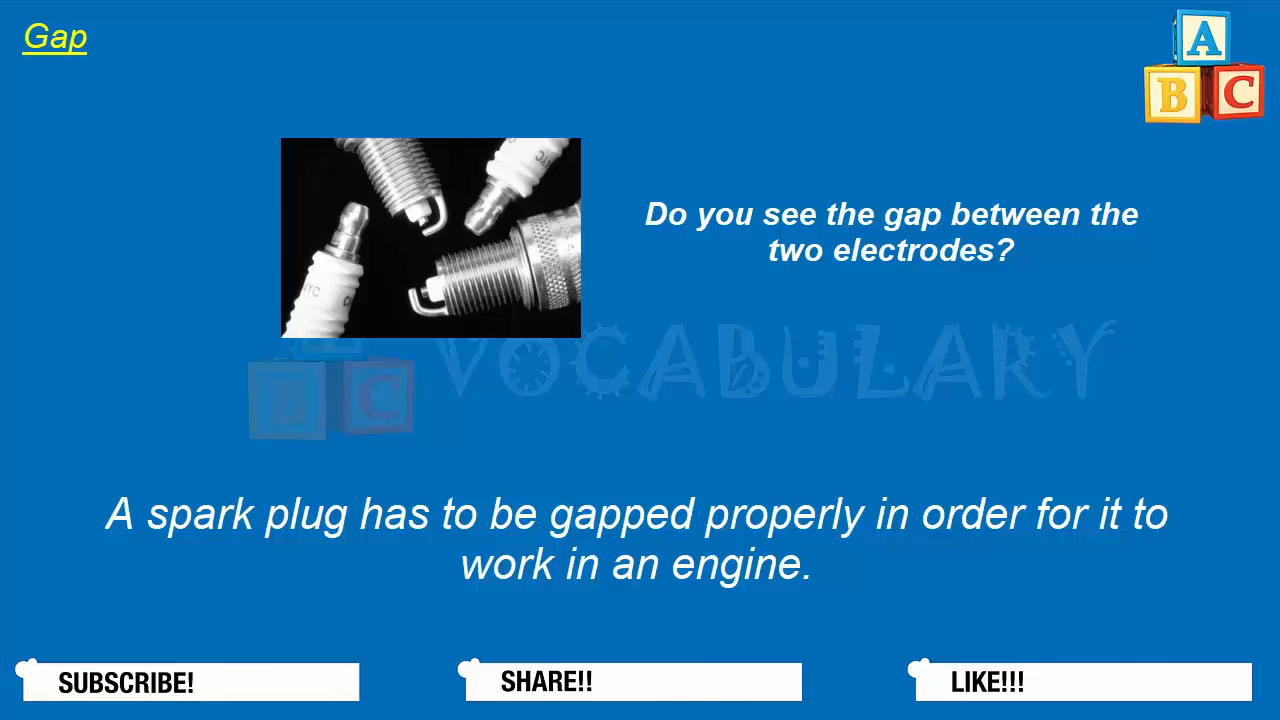 Gap
A
B C
Do you see the gap between the
two electrodes?
VOCABULARY
C
A spark plug has to be gapped properly in order for it to
work in an engine.
SUBSCRIBE!
SHARE!!
LIKE!!!